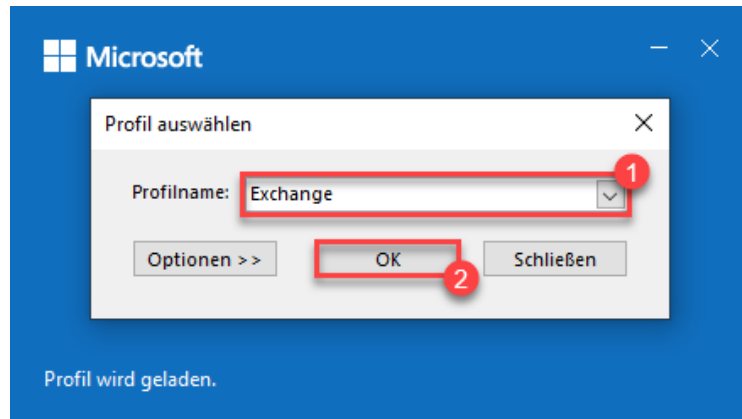 Microsoft
Profil auswählen
1
Profilname: Exchange
Optionen >> OK Schließen
2
Profil wird geladen.